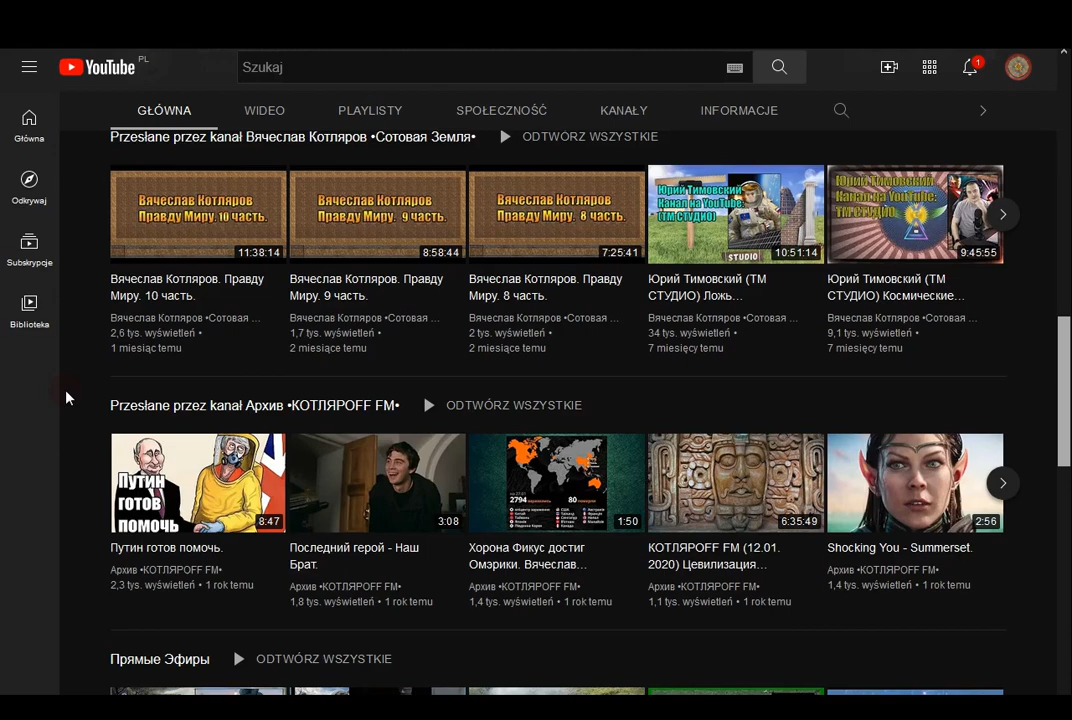 YouTube PL
Szukaj
1
GŁÓWNA WIDEO PLAYLISTY SPOŁECZNOŚĆ KANAŁY INFORMACJE
Główna
Odkrywaj
Subskrypcje
Biblioteka
Przesłane przez kanał Вячеслав Котляров •Сотовая Земля• ODTWÓRZ WSZYSTKIE
Вячеслав Котляров
Правду Миру. 10 часть.
11:38:14
Вячеслав Котляров. Правду
Миру. 10 часть.
Вячеслав Котляров •Сотовая ...
2,6 tys. wyświetleń •
1 miesiąc temu
Вячеслав Котляров
Правду Миру. 9 часть.
8:58:44
Вячеслав Котляров. Правду
Миру. 9 часть.
Вячеслав Котляров •Сотовая ...
1,7 tys. wyświetleń •
2 miesiące temu
Вячеслав Котляров
Правду Миру. 8 часть.
7:25:41
Вячеслав Котляров. Правду
Миру. 8 часть.
Вячеслав Котляров •Сотовая ...
2 tys. wyświetleń •
2 miesiące temu
Юрий Тимовский
Канал на YouTube:
(ТМ СТУДИО)
STUDIO
10:51:14
Юрий Тимовский (ТМ
СТУДИО) Ложь...
Вячеслав Котляров •Сотовая ...
34 tys. wyświetleń •
7 miesięcy temu
Юрий Тимовский
Канал на YouTube:
ТМ СТУДИО
9:45:55
Юрий Тимовский (ТМ
СТУДИО) Космические...
Вячеслав Котляров •Сотовая ...
9,1 tys. wyświetleń •
7 miesięcy temu
Przesłane przez kanał Архив •КОТЛЯРOFF FM• ODTWÓRZ WSZYSTKIE
Путин
готов
помочь
8:47
Путин готов помочь.
Архив •КОТЛЯРOFF FM•
2,3 tys. wyświetleń • 1 rok temu
3:08
Последний герой - Наш
Брат.
Архив •КОТЛЯРOFF FM•
1,8 tys. wyświetleń • 1 rok temu
2794
80
1:50
Хорона Фикус достиг
Омэрики. Вячеслав...
Архив •КОТЛЯРOFF FM•
1,4 tys. wyświetleń • 1 rok temu
6:35:49
КОТЛЯРOFF FM (12.01.
2020) Цевилизация...
Архив •КОТЛЯРOFF FM•
1,1 tys. wyświetleń • 1 rok temu
2:56
Shocking You - Summerset.
Архив •КОТЛЯРOFF FM•
1,4 tys. wyświetleń • 1 rok temu
Прямые Эфиры ODTWÓRZ WSZYSTKIE